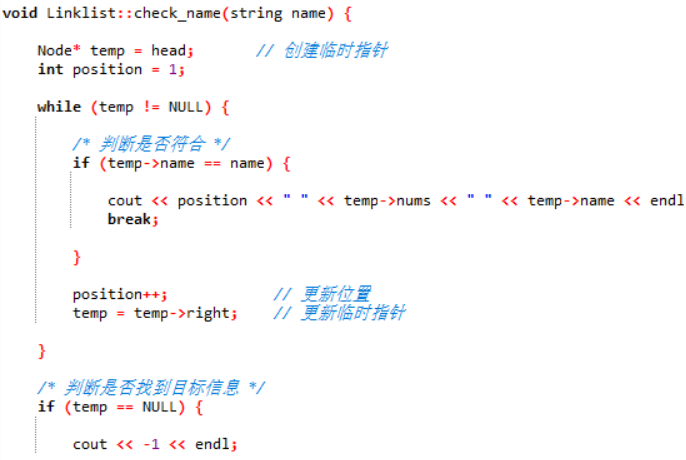 void Linklist::check_name(string name) {
Node* temp = head; // 创建临时指针
int position = 1;
while (temp != NULL) {
/* 判断是否符合 */
if (temp->name == name) {
cout << position << " " << temp->nums << " " << temp->name << endl
break;
}
position++; // 更新位置
temp = temp->right; // 更新临时指针
}
/* 判断是否找到目标信息 */
if (temp == NULL) {
cout << -1 << endl;